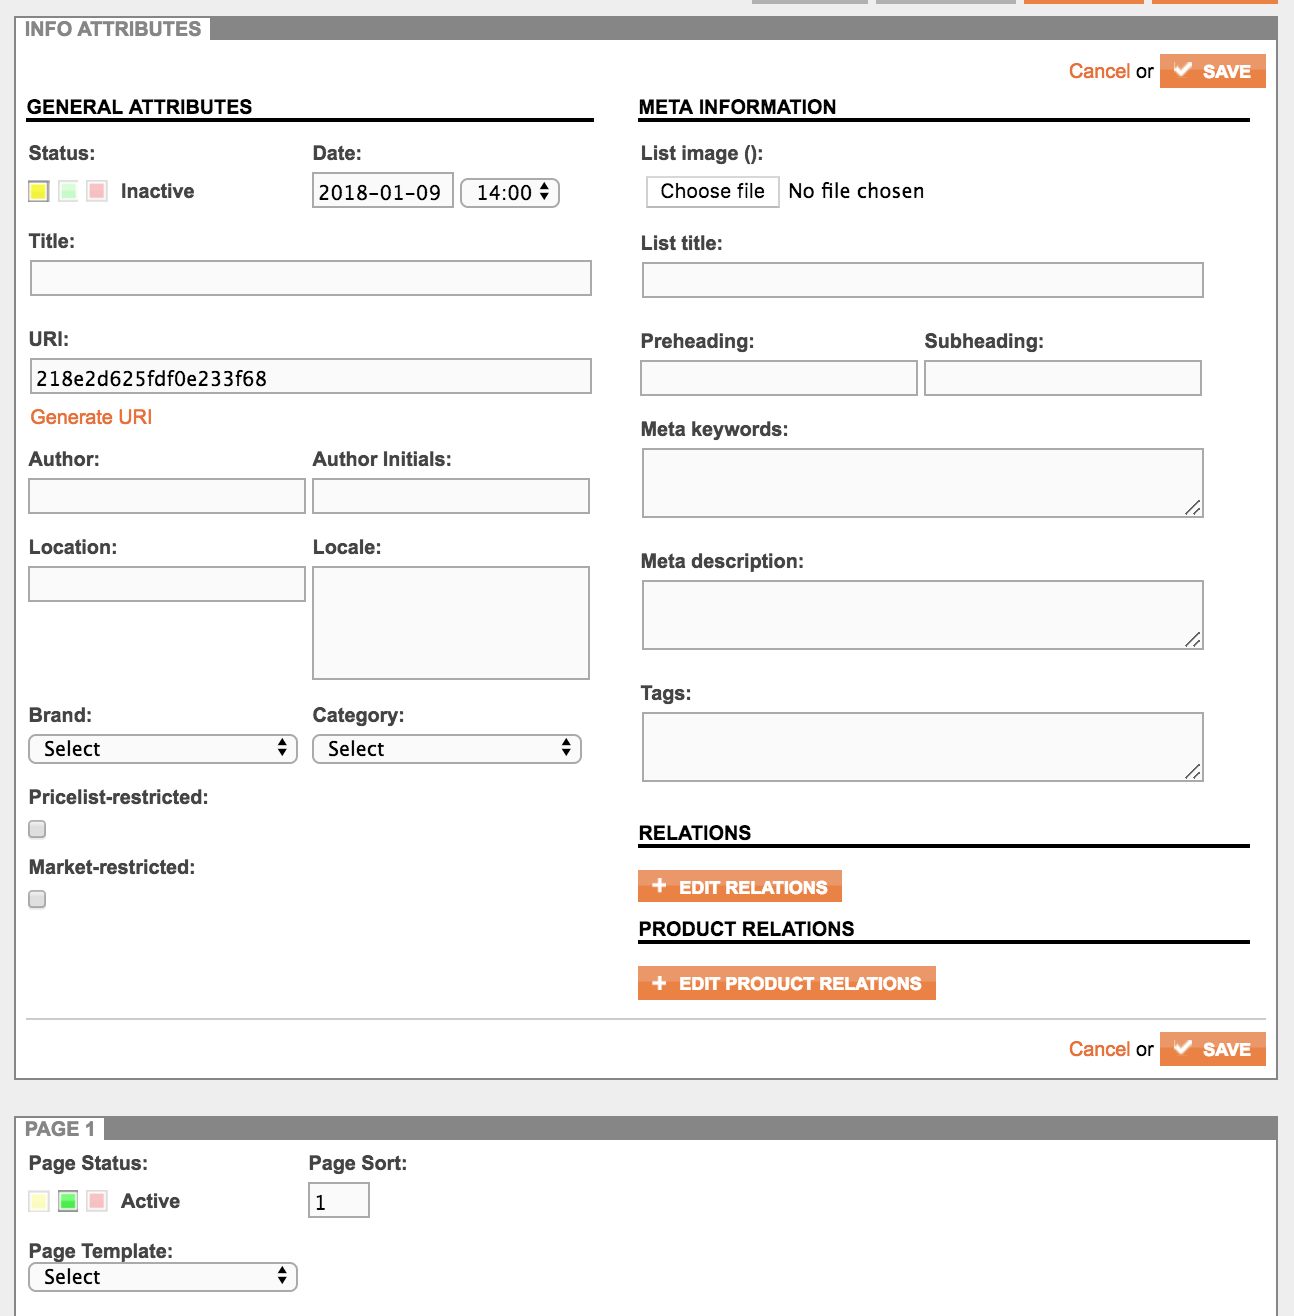 INFO ATTRIBUTES
Cancel or SAVE
GENERAL ATTRIBUTES
Status:
Inactive
Date:
2018-01-09 14:00
Title:
URI:
218e2d625fdf0e233f68
Generate URI
Author:
Author Initials:
Location:
Locale:
Brand:
Select
Category:
Select
Pricelist-restricted:
Market-restricted:
META INFORMATION
List image ():
Choose file No file chosen
List title:
Preheading:
Subheading:
Meta keywords:
Meta description:
Tags:
RELATIONS
+ EDIT RELATIONS
PRODUCT RELATIONS
+ EDIT PRODUCT RELATIONS
Cancel or SAVE
PAGE 1
Page Status:
Active
Page Sort:
1
Page Template:
Select